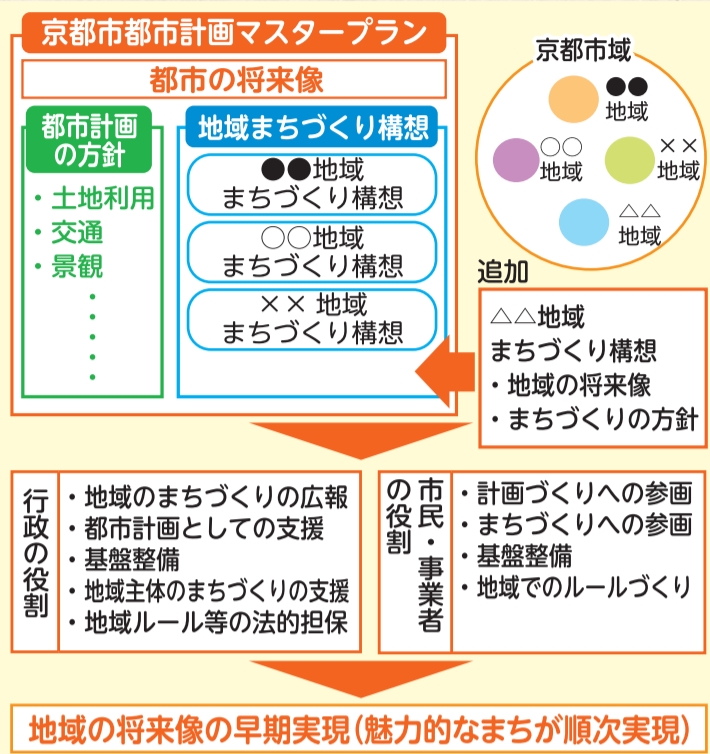 京都市都市計画マスタープラン
都市の将来像
都市計画
の方針
・土地利用
・交通
・景観
・
・
・
・
・
地域まちづくり構想
●●地域
まちづくり構想
○○地域
まちづくり構想
××地域
まちづくり構想
京都市域
●●
地域
○○
地域
××
地域
△△
地域
追加
△△地域
まちづくり構想
・地域の将来像
・まちづくりの方針
行政の役割
・地域のまちづくりの広報
・都市計画としての支援
・基盤整備
・地域主体のまちづくりの支援
・地域ルール等の法的担保
市民・事業者
の役割
・計画づくりへの参画
・まちづくりへの参画
・基盤整備
・地域でのルールづくり
地域の将来像の早期実現(魅力的なまちが順次実現)